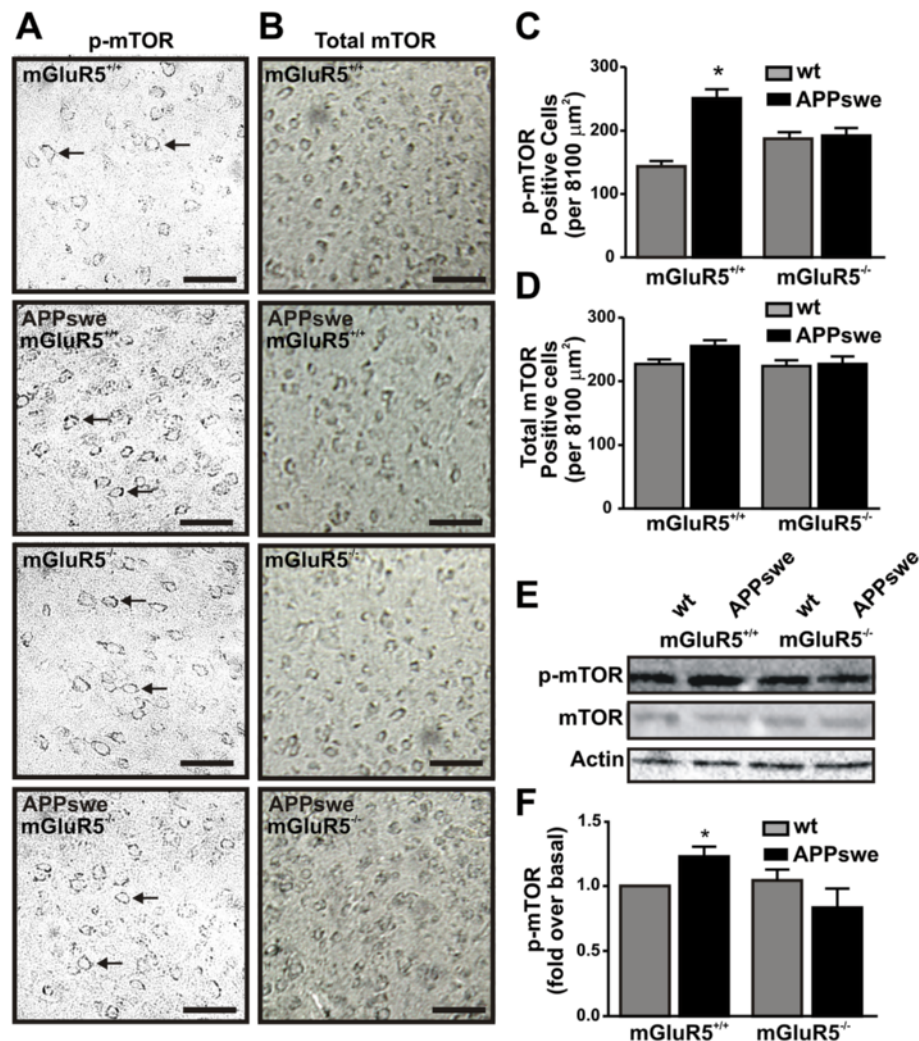 A
p-mTOR
mGluR5+/+
APPswe
mGluR5+/+
mGluR5-/-
APPswe
mGluR5-/-
B
Total mTOR
mGluR5+/+
APPswe
mGluR5+/+
mGluR5-/-
APPswe
mGluR5-/-
C
p-mTOR
Positive Cells
(per 8100 μm²)
300
200
100
0
*
wt
APPswe
mGluR5+/+ mGluR5-/-
D
Total mTOR
Positive cells
(per 8100 μm²)
300
200
100
0
wt
APPswe
mGluR5+/+ mGluR5-/-
E
wt APPswe wt APPswe
mGluR5+/+ mGluR5-/-
p-mTOR
mTOR
Actin
F
p-mTOR
(fold over basal)
1.5
1.0
0.5
0.0
*
wt
APPswe
mGluR5+/+ mGluR5-/-